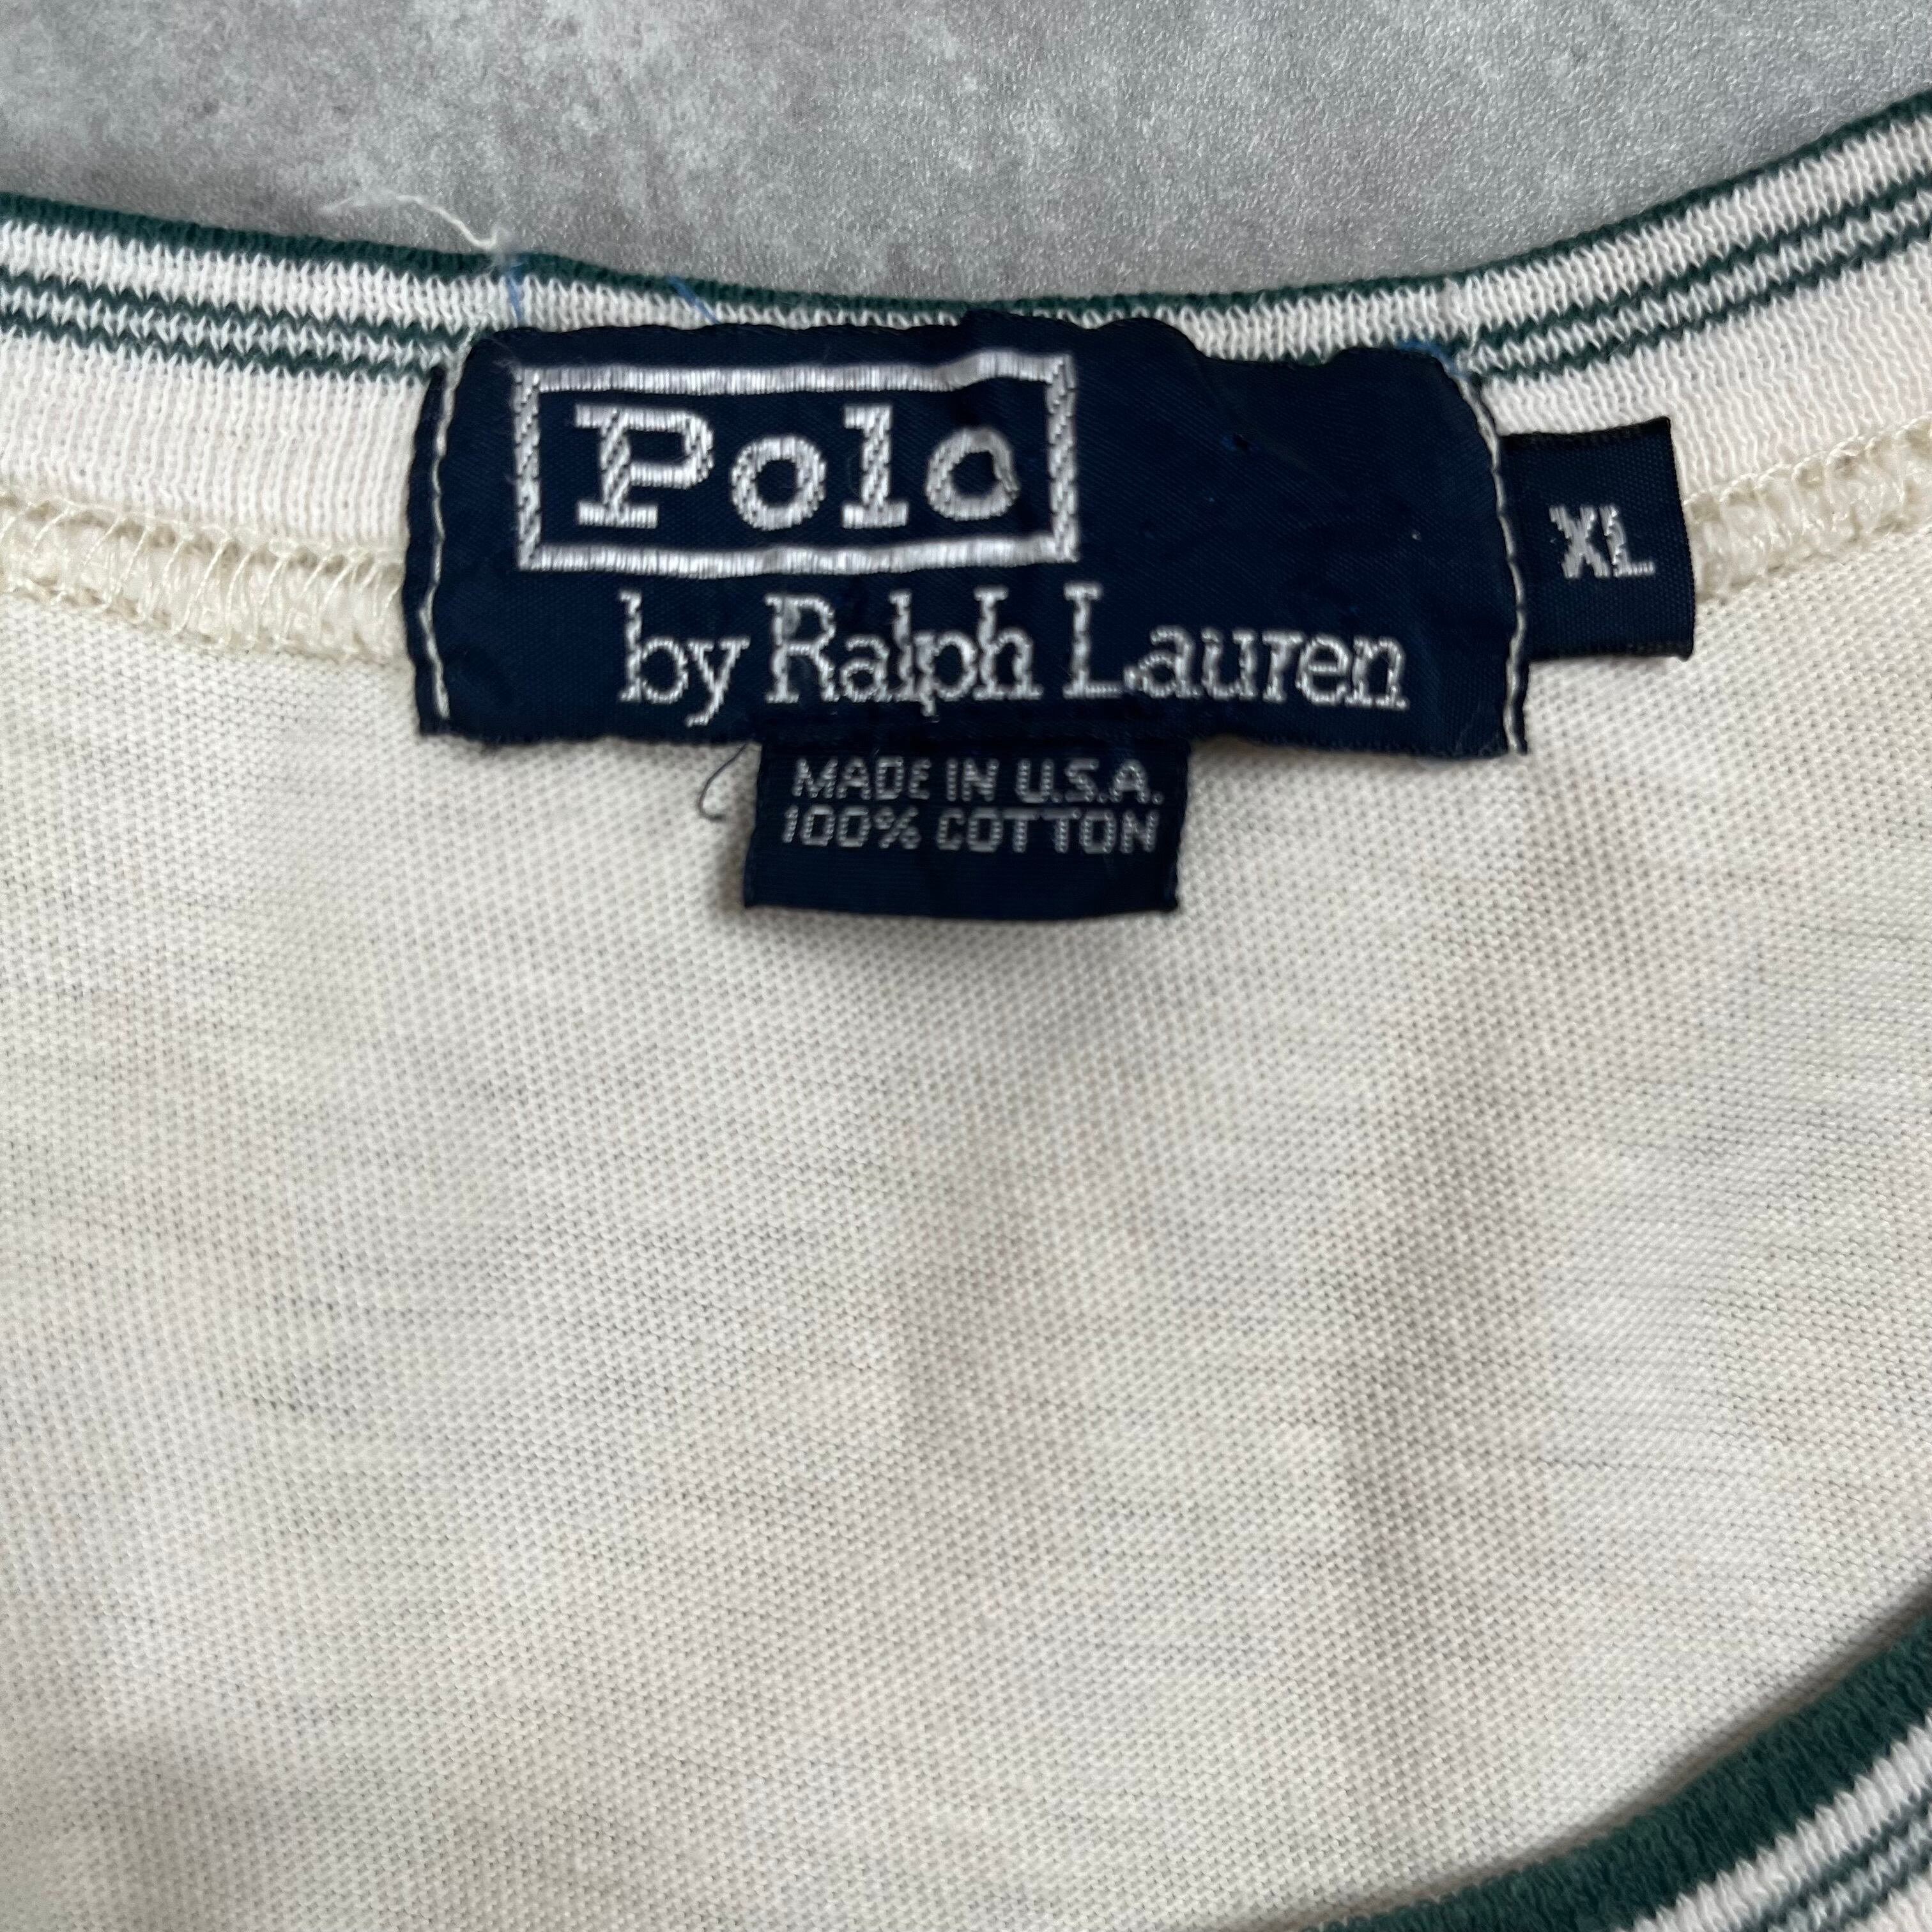 Polo
by Ralph Lauren
XL
MADE IN U.S.A.
100% COTTON